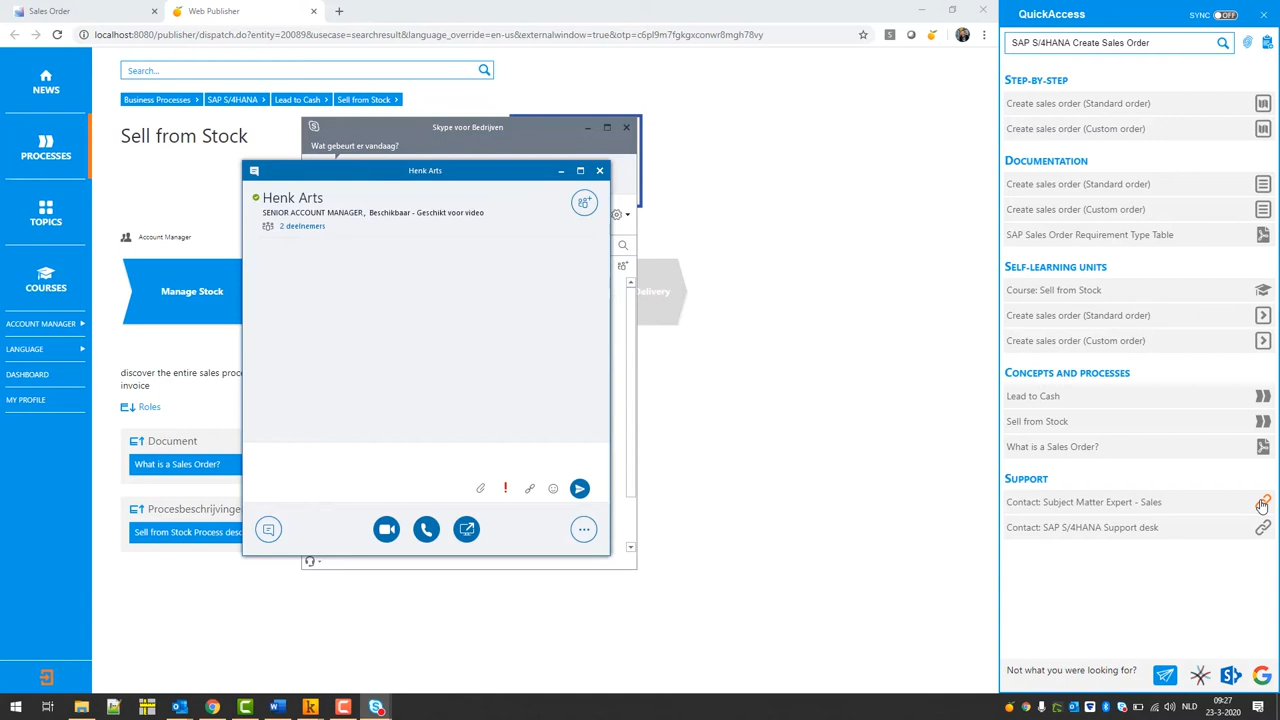 Sales Order
Web Publisher
localhost:8080/publisher/dispatch.do?entity=20089&usecase=searchresult&language_override=en-us&externalwindow=true&otp=c6pl9m7fgkgxconwr8mgh78vy
NEWS
PROCESSES
TOPICS
COURSES
ACCOUNT MANAGER
LANGUAGE
DASHBOARD
MY PROFILE
Search...
Business Processes
SAP S/4HANA
Lead to Cash
Sell from Stock
Sell from Stock
Account Manager
Manage Stock
Delivery
discover the entire sales proce
invoice
Roles
Document
What is a Sales Order?
Procesbeschrijvinge
Sell from Stock Process desc
Skype voor Bedrijven
Wat gebeurt er vandaag?
Henk Arts
Henk Arts
SENIOR ACCOUNT MANAGER, Beschikbaar - Geschikt voor video
2 deelnemers
QuickAccess
SYNC OFF
SAP S/4HANA Create Sales Order
STEP-BY-STEP
Create sales order (Standard order)
Create sales order (Custom order)
DOCUMENTATION
Create sales order (Standard order)
Create sales order (Custom order)
SAP Sales Order Requirement Type Table
SELF-LEARNING UNITS
Course: Sell from Stock
Create sales order (Standard order)
Create sales order (Custom order)
CONCEPTS AND PROCESSES
Lead to Cash
Sell from Stock
What is a Sales Order?
SUPPORT
Contact: Subject Matter Expert - Sales
Contact: SAP S/4HANA Support desk
Not what you were looking for?
NLD
09:27
23-3-2020